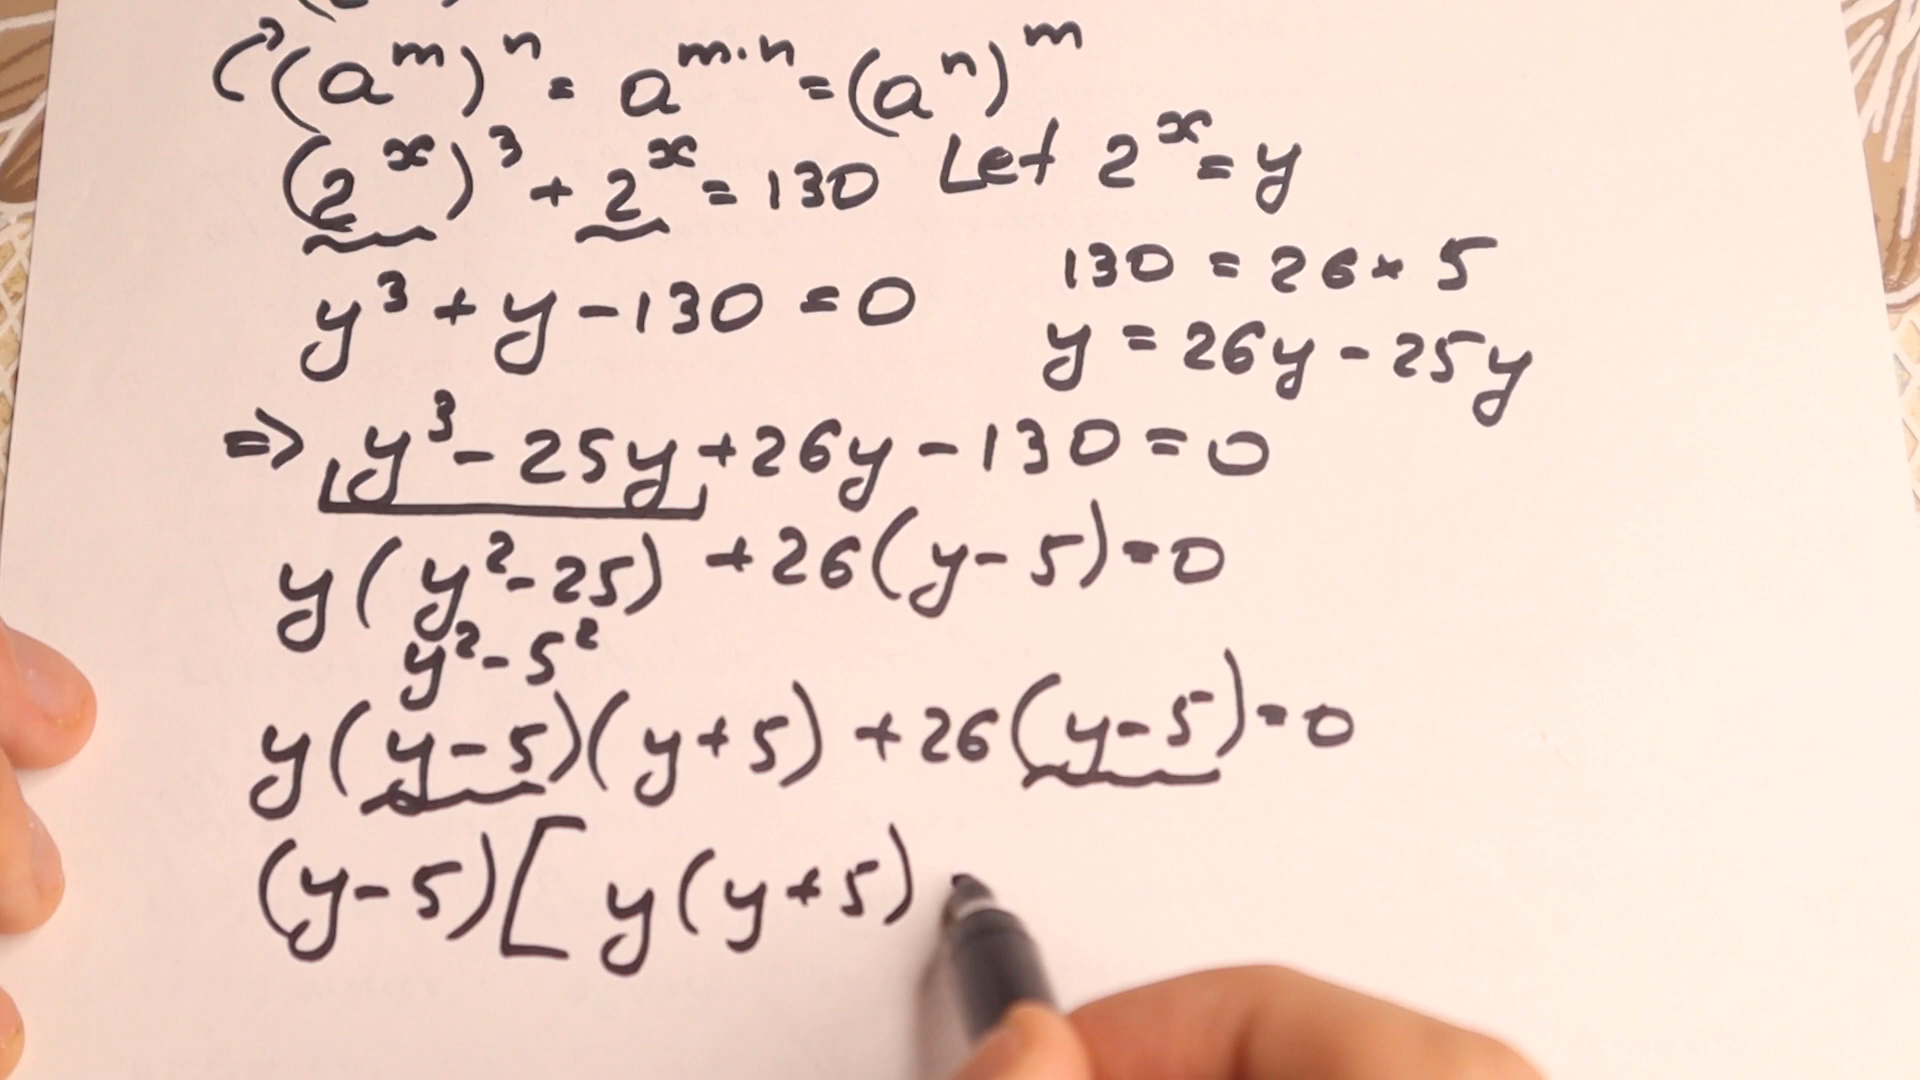 (a^m)^n = a^{m·n} = (a^n)^m
(2^x)^3 + 2^x = 130 Let 2^x = y
y^3 + y - 130 = 0
130 = 26 * 5
y = 26y - 25y
=> y^3 - 25y + 26y - 130 = 0
y(y^2 - 25) + 26(y - 5) = 0
y^2 - 5^2
y(y - 5)(y + 5) + 26(y - 5) = 0
(y - 5)[y(y + 5)